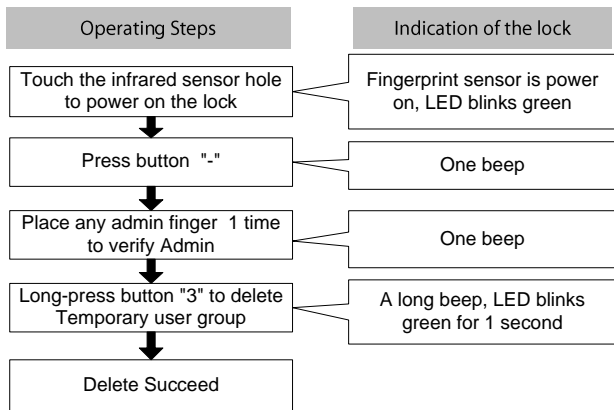 Operating Steps
Indication of the lock
Touch the infrared sensor hole
to power on the lock
Fingerprint sensor is power
on, LED blinks green
Press button "-"
One beep
Place any admin finger 1 time
to verify Admin
One beep
Long-press button "3" to delete
Temporary user group
A long beep, LED blinks
green for 1 second
Delete Succeed